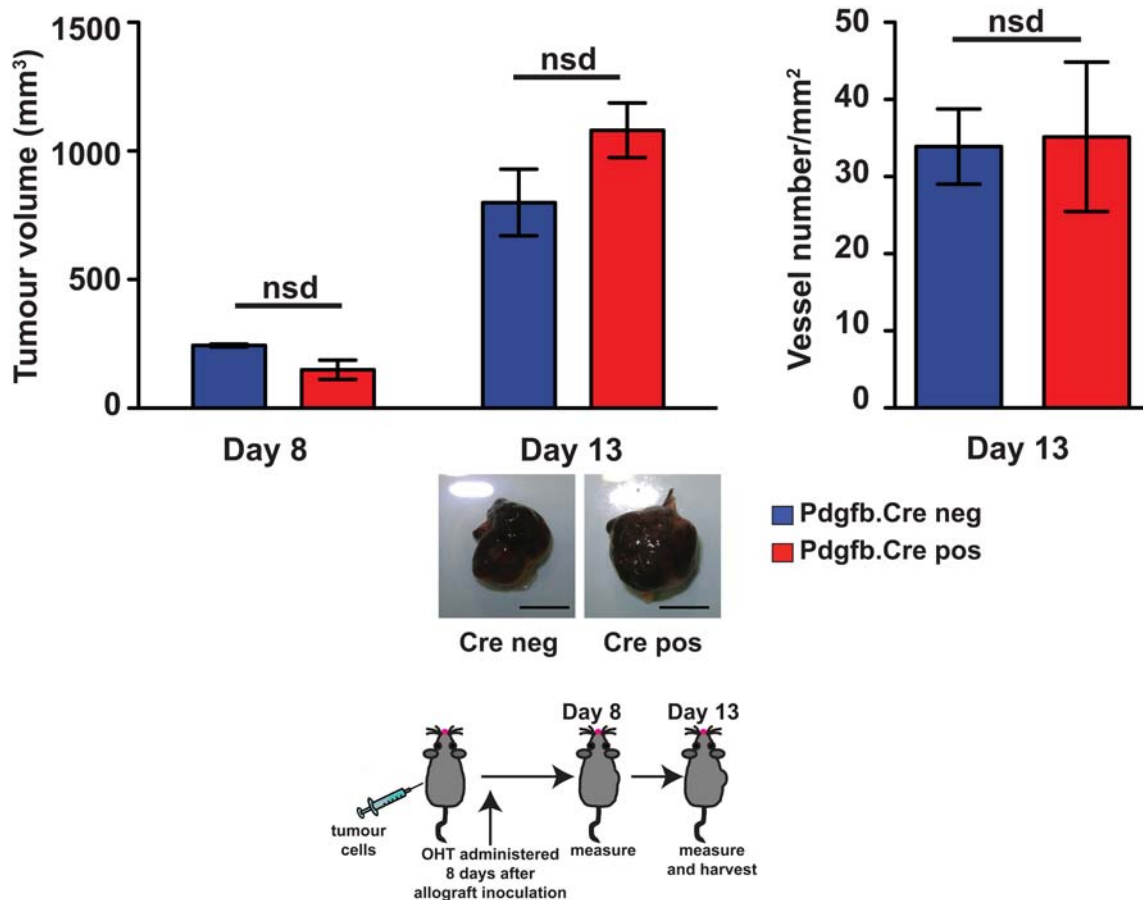 Tumour volume (mm³)
1500
1000
500
0
nsd
nsd
Day 8
Day 13
Vessel number/mm²
50
40
30
20
10
0
nsd
Day 13
Pdgfb.Cre neg
Pdgfb.Cre pos
Cre neg
Cre pos
Day 8
Day 13
tumour
cells
OHT administered
8 days after
allograft inoculation
measure
measure
and harvest